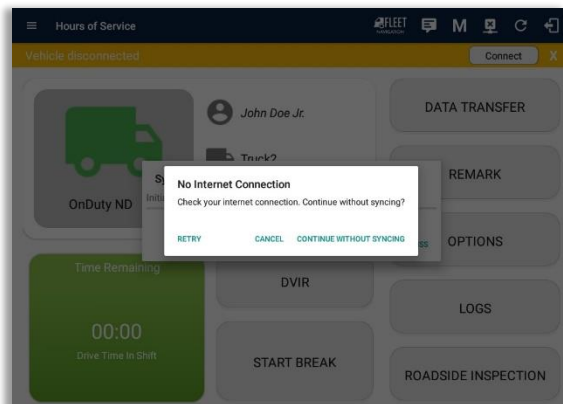 Hours of Service
FLEET
NAVIGATION
M
Vehicle disconnected
Connect
X
John Doe Jr.
Truck2
OnDuty ND
DATA TRANSFER
REMARK
No Internet Connection
Check your internet connection. Continue without syncing?
RETRY
CANCEL
CONTINUE WITHOUT SYNCING
OPTIONS
Time Remaining
00:00
Drive Time In Shift
DVIR
START BREAK
LOGS
ROADSIDE INSPECTION